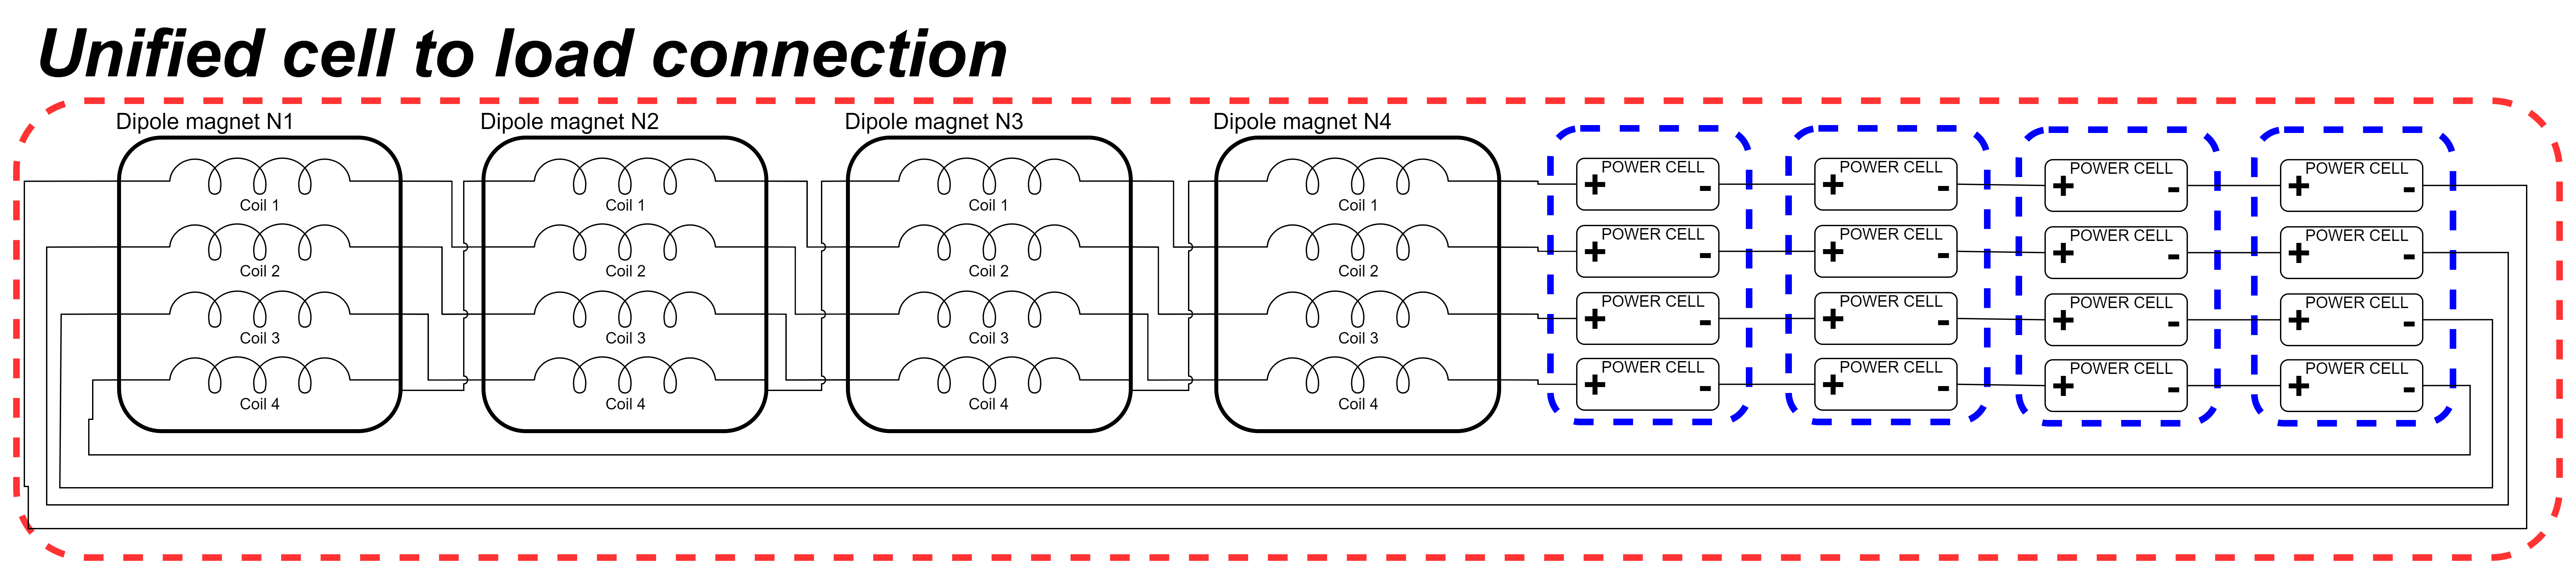 Unified cell to load connection
Dipole magnet N1
Dipole magnet N2
Dipole magnet N3
Dipole magnet N4
Coil 1
Coil 1
Coil 1
Coil 1
POWER CELL
+ -
POWER CELL
+ -
POWER CELL
+ -
POWER CELL
+ -
Coil 2
Coil 2
Coil 2
Coil 2
POWER CELL
+ -
POWER CELL
+ -
POWER CELL
+ -
POWER CELL
+ -
Coil 3
Coil 3
Coil 3
Coil 3
POWER CELL
+ -
POWER CELL
+ -
POWER CELL
+ -
POWER CELL
+ -
Coil 4
Coil 4
Coil 4
Coil 4
POWER CELL
+ -
POWER CELL
+ -
POWER CELL
+ -
POWER CELL
+ -